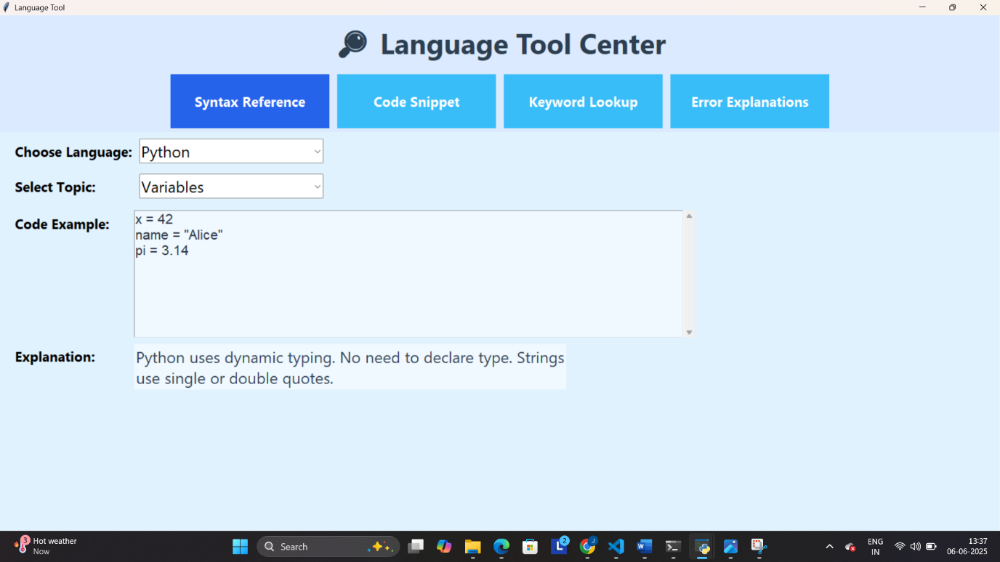 Language Tool
Language Tool Center
Syntax Reference
Code Snippet
Keyword Lookup
Error Explanations
Choose Language:
Python
Select Topic:
Variables
Code Example:
x = 42
name = "Alice"
pi = 3.14
Explanation:
Python uses dynamic typing. No need to declare type. Strings
use single or double quotes.
3
Hot weather
Now
Search
L
2
J
W
ENG
IN
13:37
06-06-2025